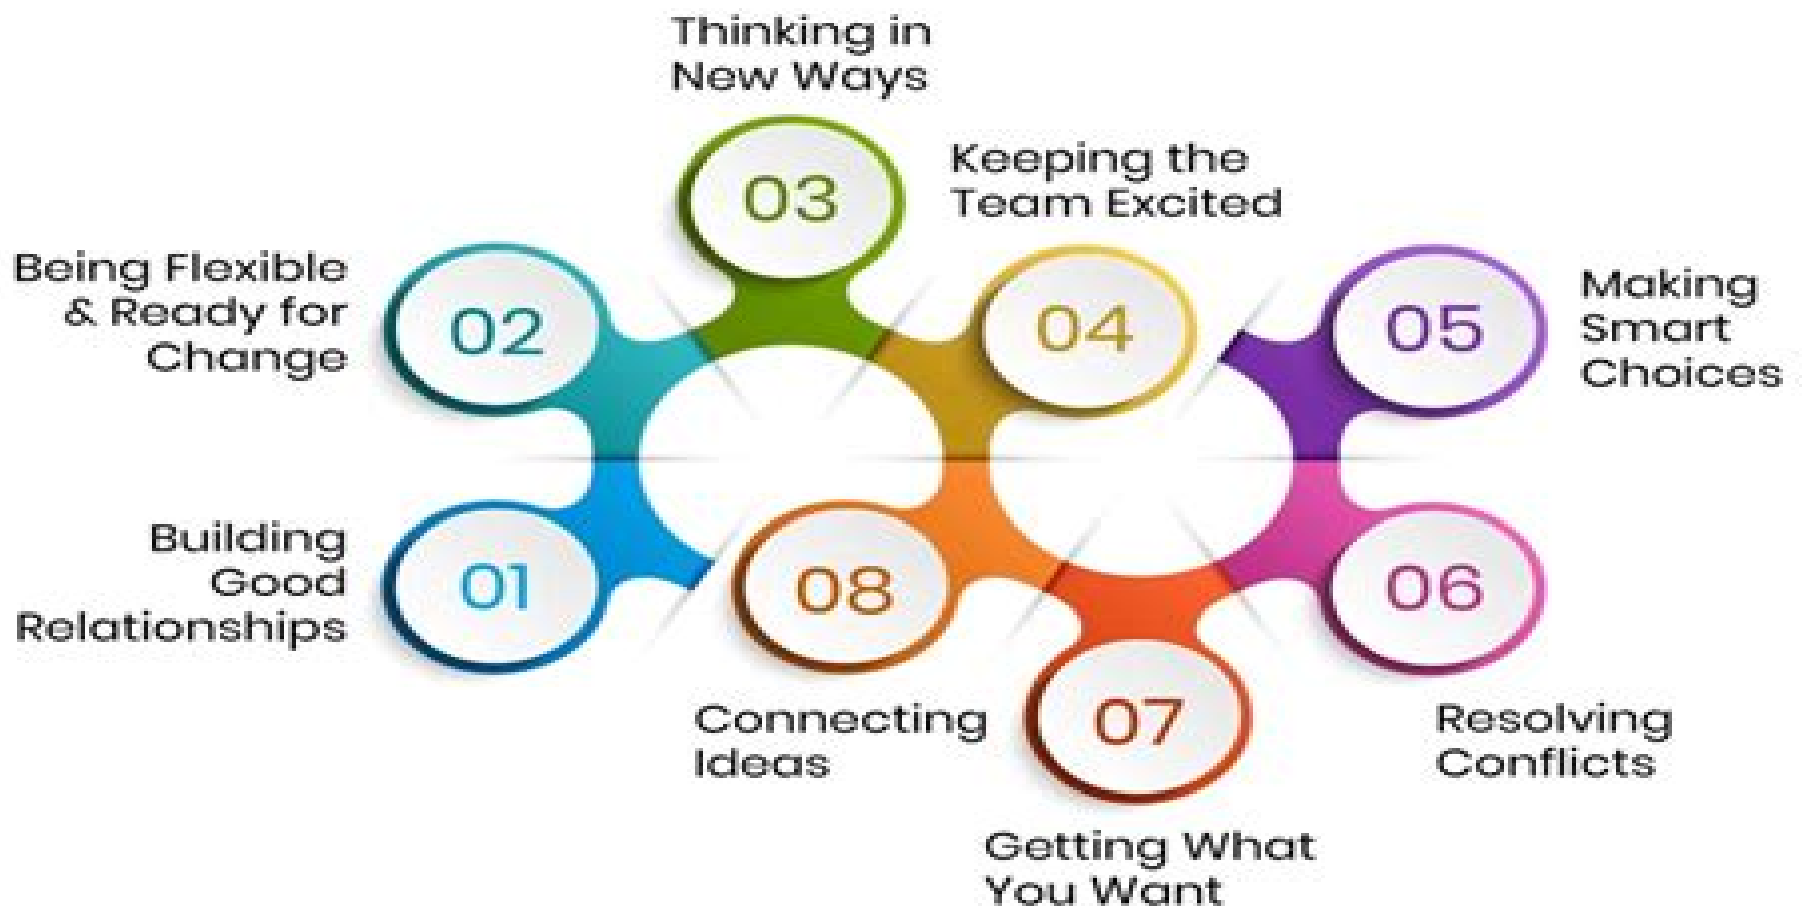 01
Building
Good
Relationships
02
Being Flexible
& Ready for
Change
03
Thinking in
New Ways
04
Keeping the
Team Excited
05
Making
Smart
Choices
06
Resolving
Conflicts
07
Getting What
You Want
08
Connecting
Ideas